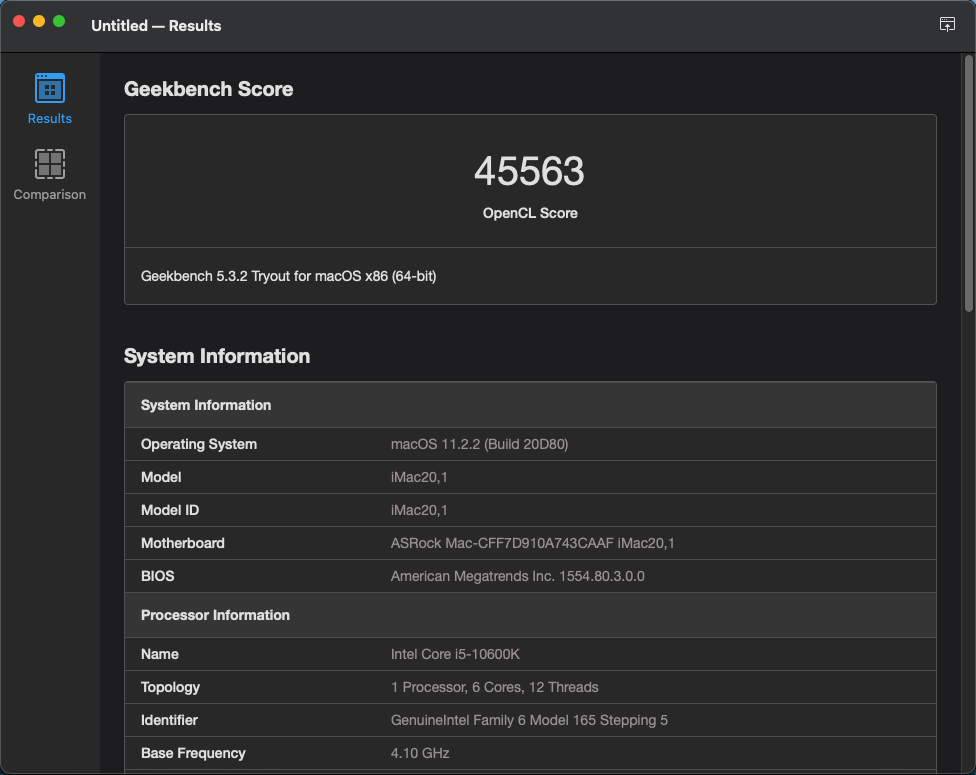 Untitled — Results
Results
Comparison
Geekbench Score
45563
OpenCL Score
Geekbench 5.3.2 Tryout for macOS x86 (64-bit)
System Information
System Information
Operating System macOS 11.2.2 (Build 20D80)
Model iMac20,1
Model ID iMac20,1
Motherboard ASRock Mac-CFF7D910A743CAAF iMac20,1
BIOS American Megatrends Inc. 1554.80.3.0.0
Processor Information
Name Intel Core i5-10600K
Topology 1 Processor, 6 Cores, 12 Threads
Identifier GenuineIntel Family 6 Model 165 Stepping 5
Base Frequency 4.10 GHz